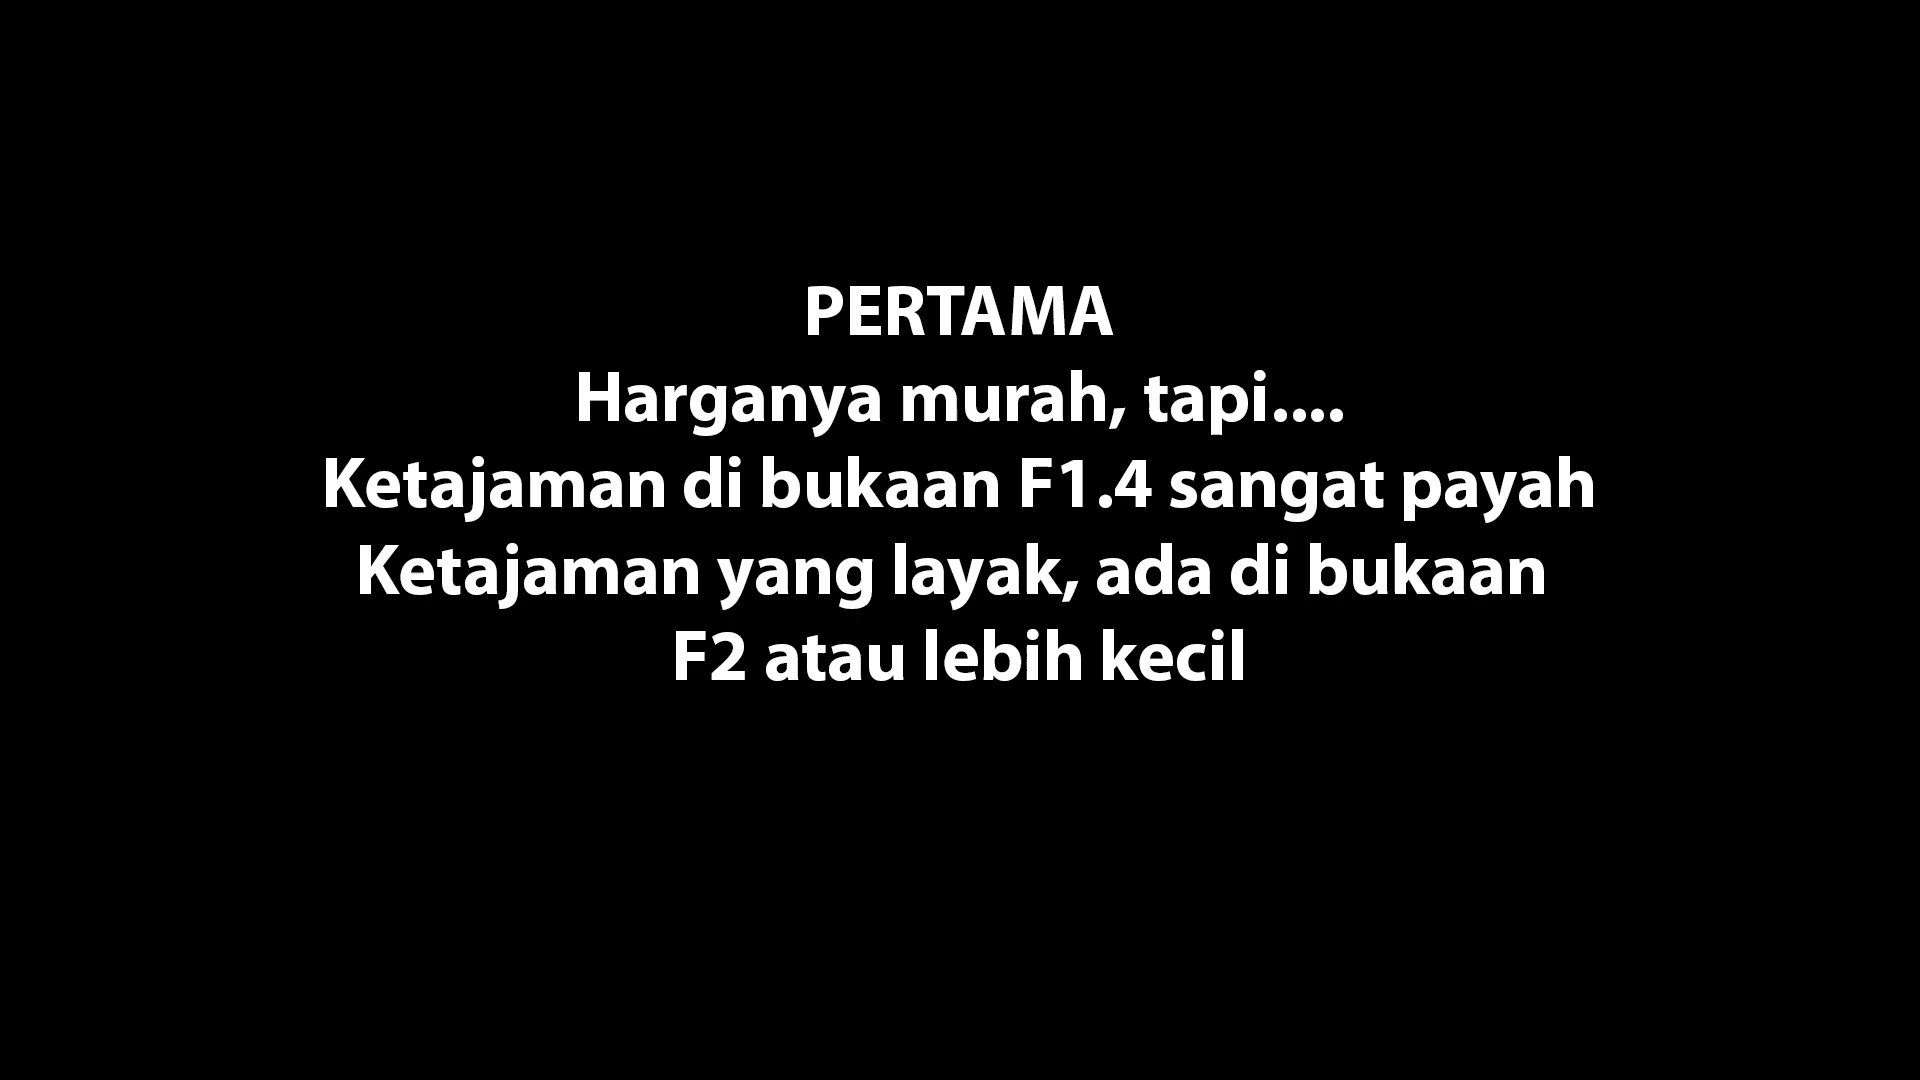 PERTAMA
Harganya murah, tapi....
Ketajaman di bukaan F1.4 sangat payah
Ketajaman yang layak, ada di bukaan
F2 atau lebih kecil